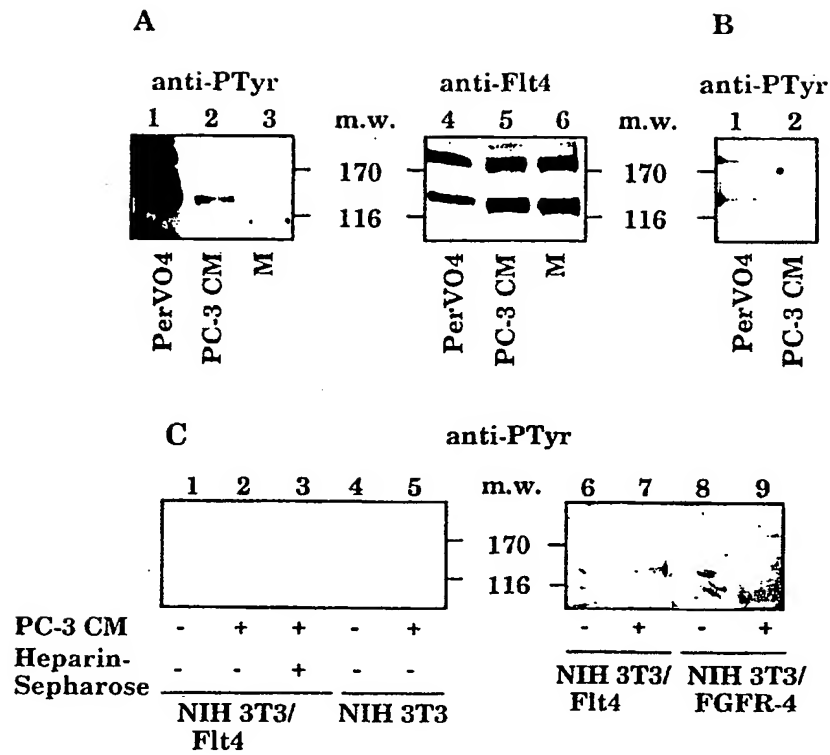 A
B
anti-PTyr
anti-Flt4
anti-PTyr
1 2 3 m.w. 4 5 6 m.w. 1 2
170 170
116 116
PerVO4 PC-3 CM M PerVO4 PC-3 CM M PerVO4 PC-3 CM
C
anti-PTyr
1 2 3 4 5 m.w. 6 7 8 9
170
116
PC-3 CM - + + - + - + - +
Heparin-
Sepharose - - + - -
NIH 3T3/
Flt4
NIH 3T3
NIH 3T3/
Flt4
NIH 3T3/
FGFR-4